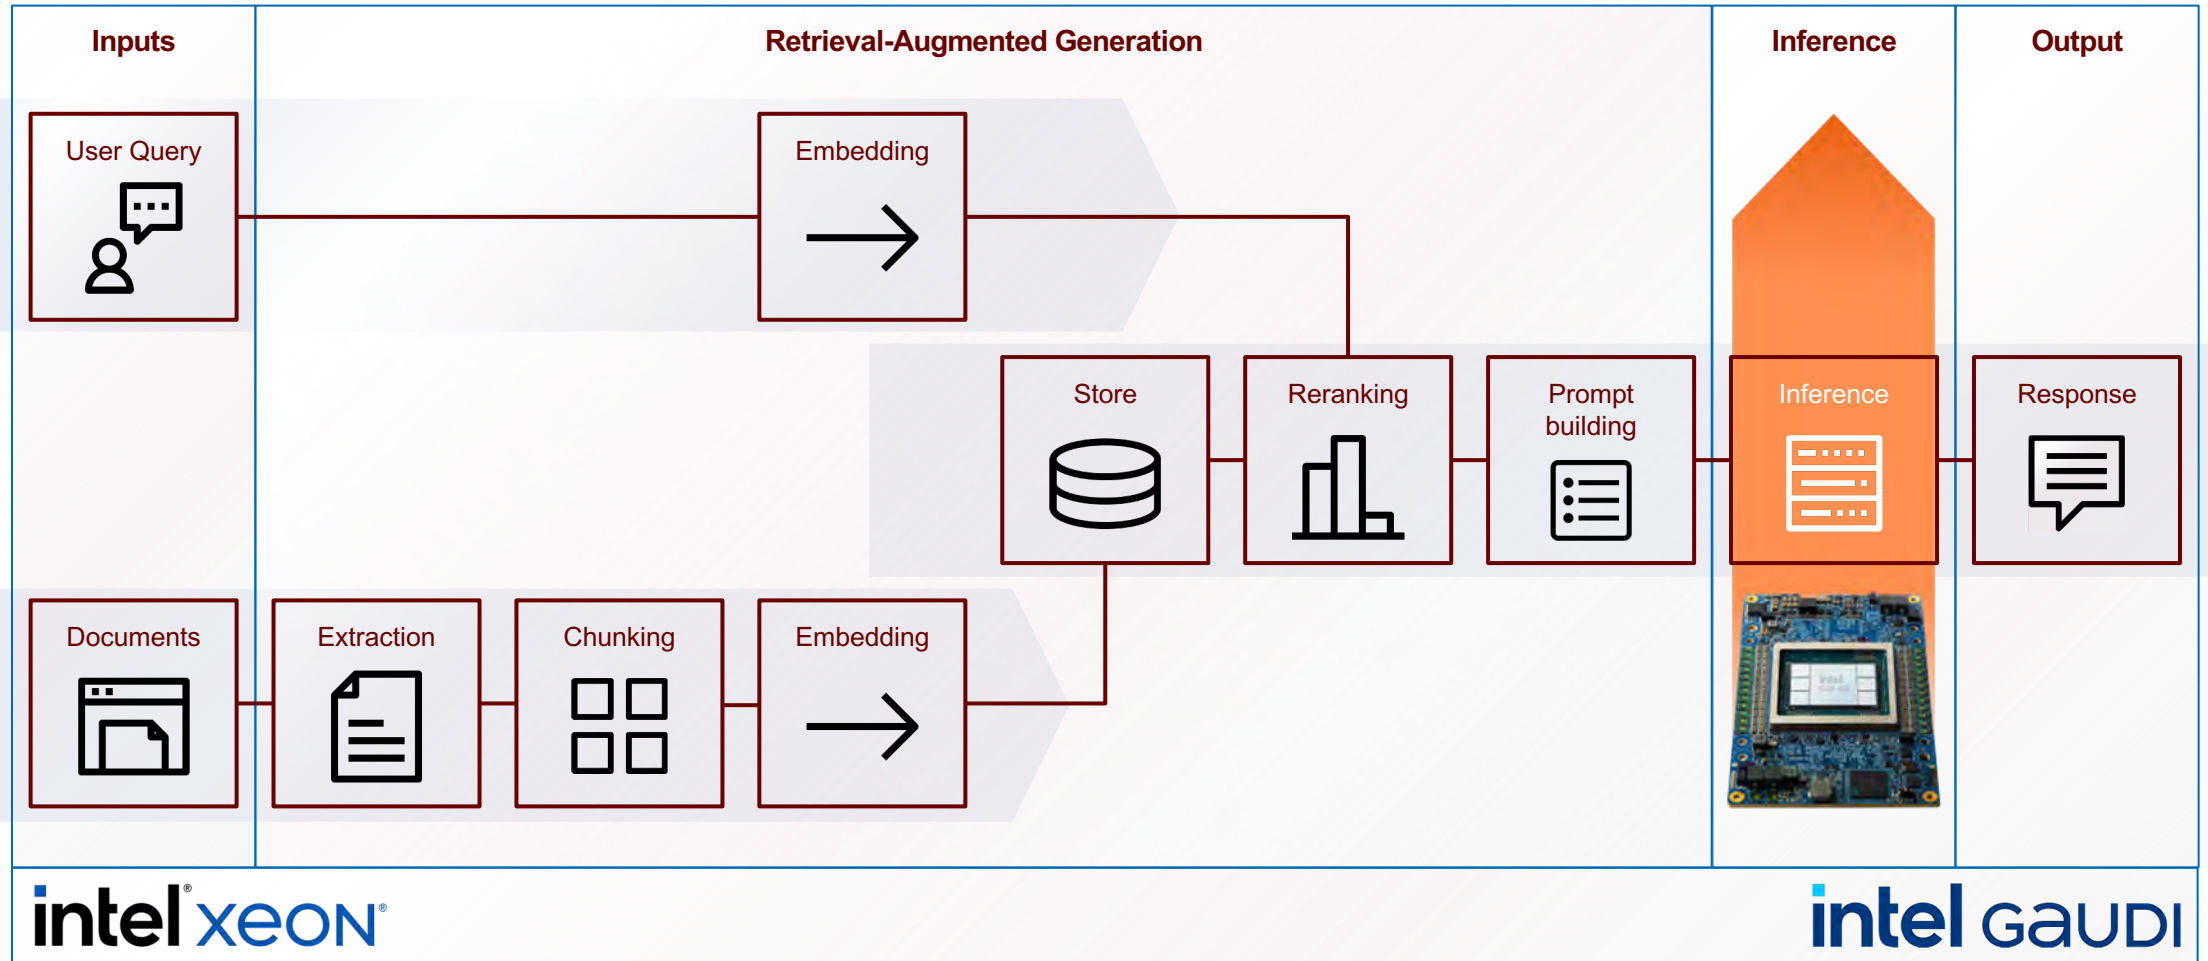 Inputs
Retrieval-Augmented Generation
Inference
Output
User Query
Embedding
Store
Reranking
Prompt
building
Inference
Response
Documents
Extraction
Chunking
Embedding
intel
intel® xeon®
intel GAUDI